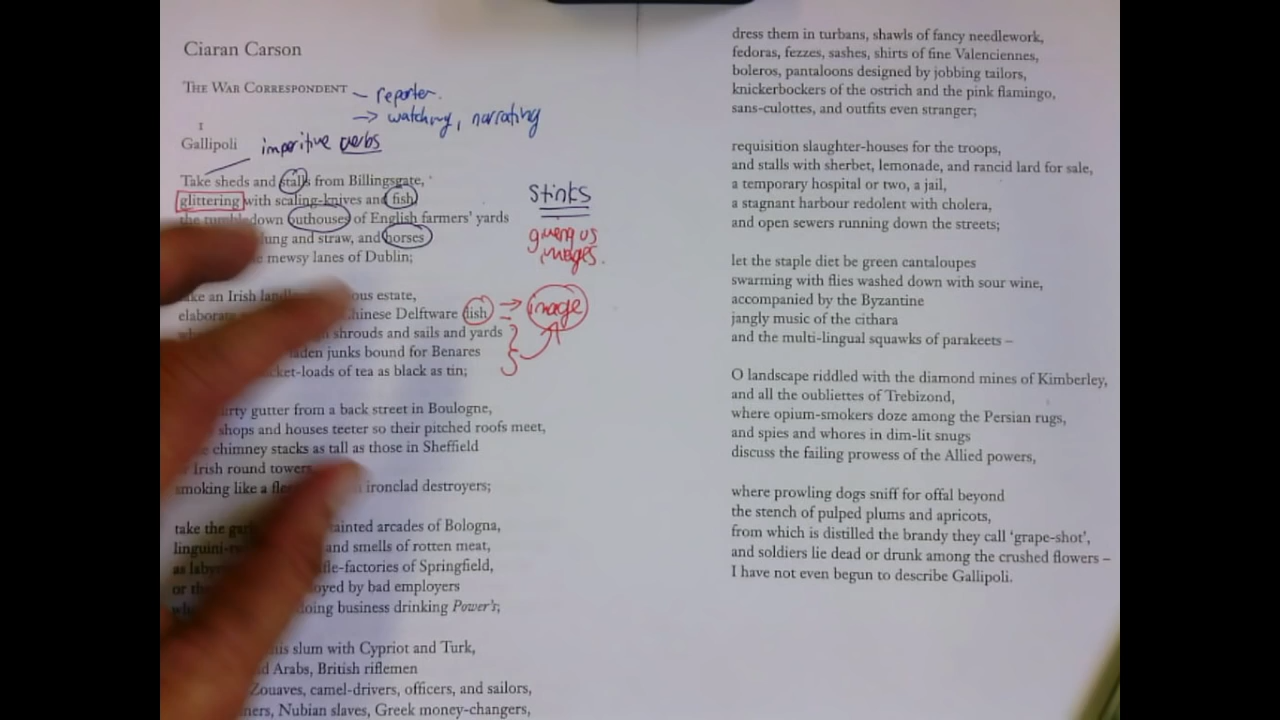 Ciaran Carson
THE WAR CORRESPONDENT – reporter.
→ watching, narrating
I
Gallipoli
imperitive verbs
Take sheds and stalls from Billingsgate,
glittering with scaling-knives and fish,
the tumbledown outhouses of English farmers' yards
dung and straw, and horses
mewsy lanes of Dublin;
stinks
giving us
images.
an Irish
ous estate,
Chinese Delftware dish → image
shrouds and sails and yards
laden junks bound for Benares
-loads of tea as black as tin;
gutter from a back street in Boulogne,
shops and houses teeter so their pitched roofs meet,
chimney stacks as tall as those in Sheffield
Irish round towers,
smoking like a ironclad destroyers;
take the arcades of Bologna,
and smells of rotten meat,
as -factories of Springfield,
or by bad employers
doing business drinking Power's;
slum with Cypriot and Turk,
Arabs, British riflemen
Zouaves, camel-drivers, officers, and sailors,
Nubian slaves, Greek money-changers,
dress them in turbans, shawls of fancy needlework,
fedoras, fezzes, sashes, shirts of fine Valenciennes,
boleros, pantaloons designed by jobbing tailors,
knickerbockers of the ostrich and the pink flamingo,
sans-culottes, and outfits even stranger;
requisition slaughter-houses for the troops,
and stalls with sherbet, lemonade, and rancid lard for sale,
a temporary hospital or two, a jail,
a stagnant harbour redolent with cholera,
and open sewers running down the streets;
let the staple diet be green cantaloupes
swarming with flies washed down with sour wine,
accompanied by the Byzantine
jangly music of the cithara
and the multi-lingual squawks of parakeets –
O landscape riddled with the diamond mines of Kimberley,
and all the oubliettes of Trebizond,
where opium-smokers doze among the Persian rugs,
and spies and whores in dim-lit snugs
discuss the failing prowess of the Allied powers,
where prowling dogs sniff for offal beyond
the stench of pulped plums and apricots,
from which is distilled the brandy they call 'grape-shot',
and soldiers lie dead or drunk among the crushed flowers –
I have not even begun to describe Gallipoli.